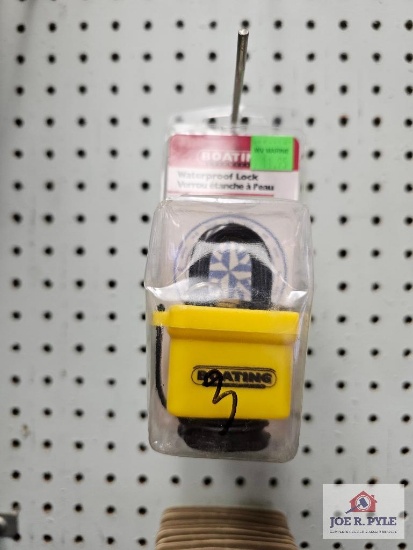 BOATING
Waterproof Lock
Verrou étanche à l'eau
BOATING
3
JOE R. PYLE